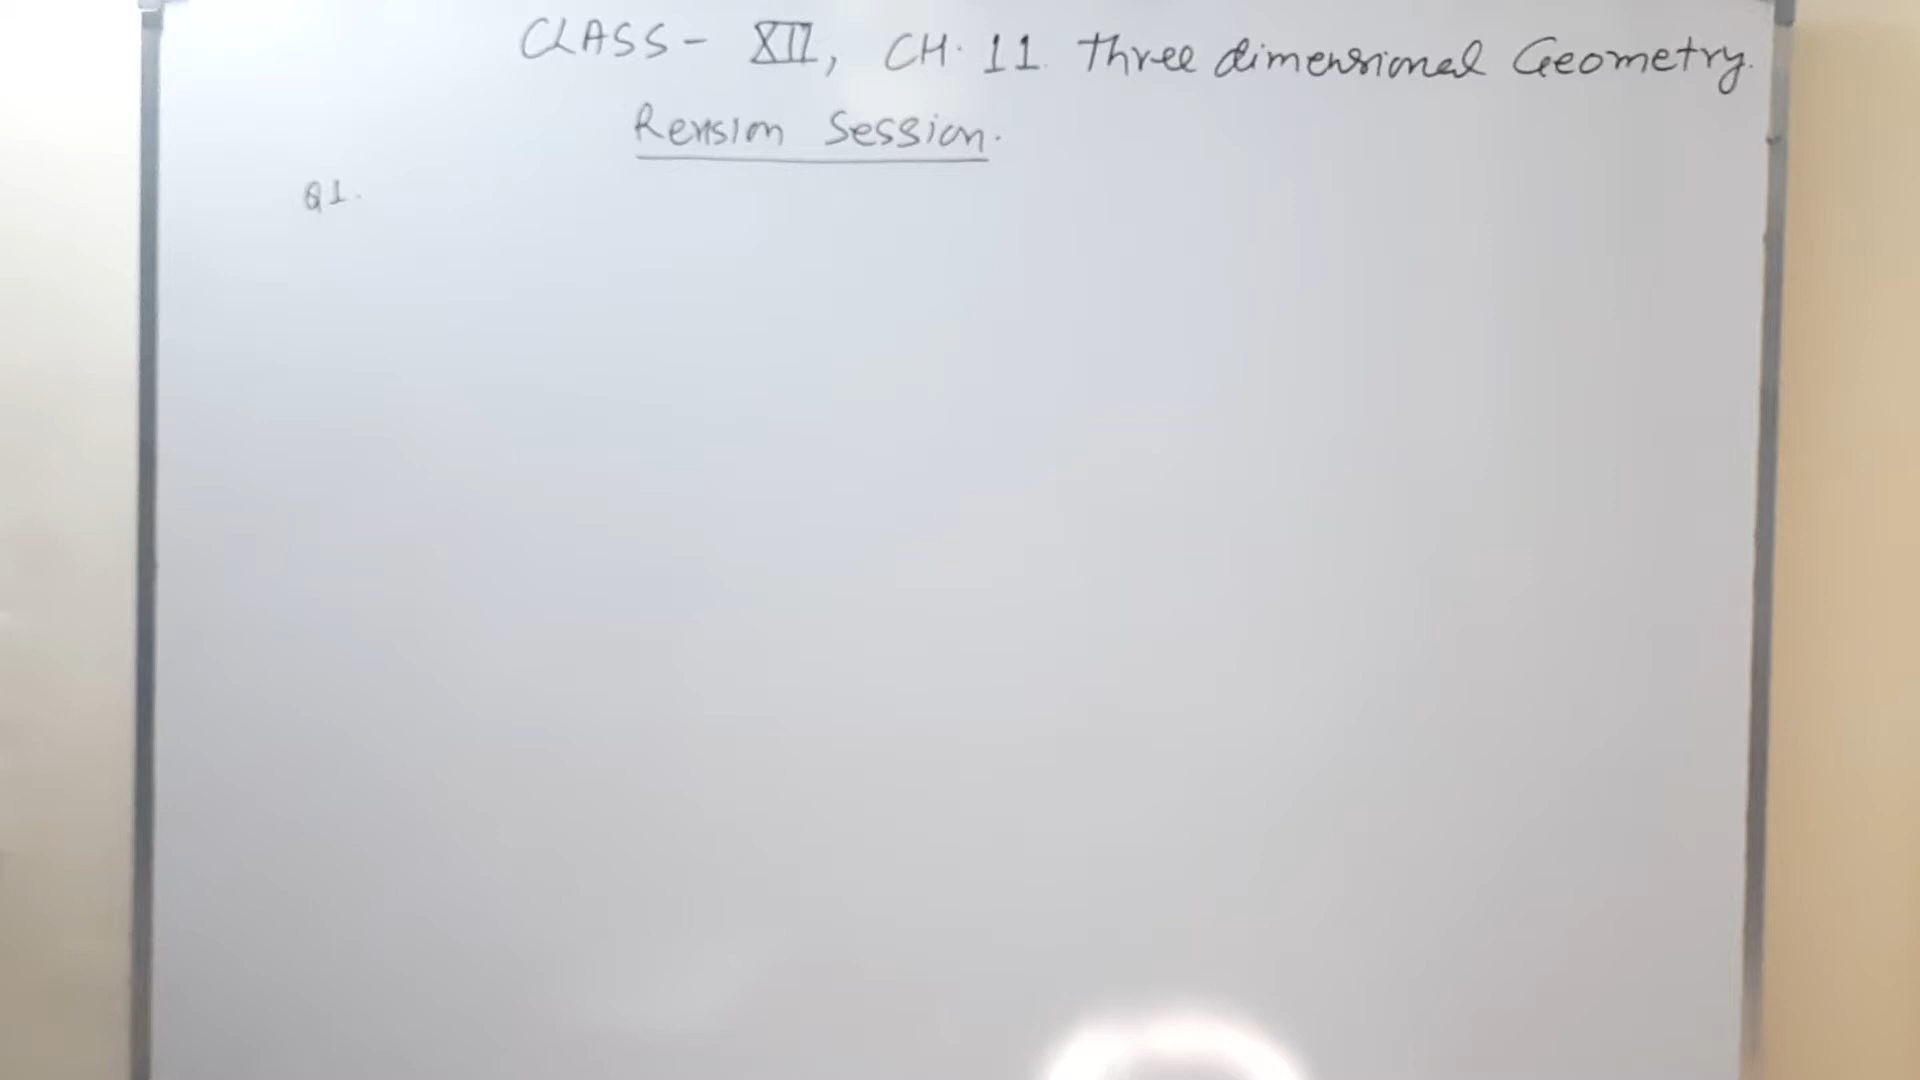 CLASS - XII, CH. 11. Three dimensional Geometry.
Revision Session.
Q1.